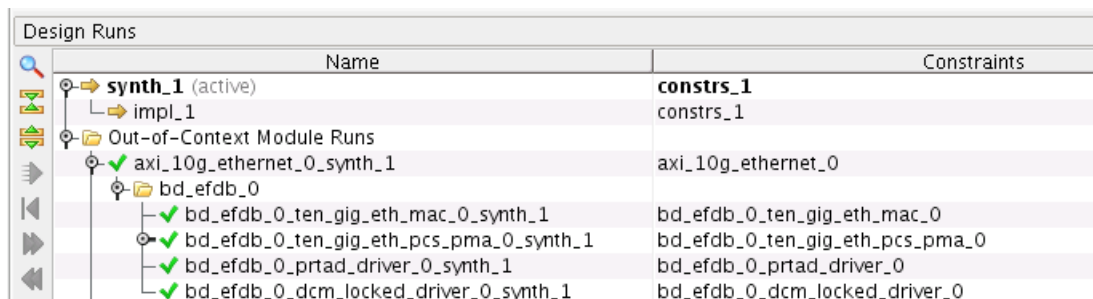 Design Runs
Name Constraints
synth_1 (active) constrs_1
impl_1 constrs_1
Out-of-Context Module Runs
axi_10g_ethernet_0_synth_1 axi_10g_ethernet_0
bd_efdb_0
bd_efdb_0_ten_gig_eth_mac_0_synth_1 bd_efdb_0_ten_gig_eth_mac_0
bd_efdb_0_ten_gig_eth_pcs_pma_0_synth_1 bd_efdb_0_ten_gig_eth_pcs_pma_0
bd_efdb_0_prtad_driver_0_synth_1 bd_efdb_0_prtad_driver_0
bd_efdb_0_dcm_locked_driver_0_synth_1 bd_efdb_0_dcm_locked_driver_0